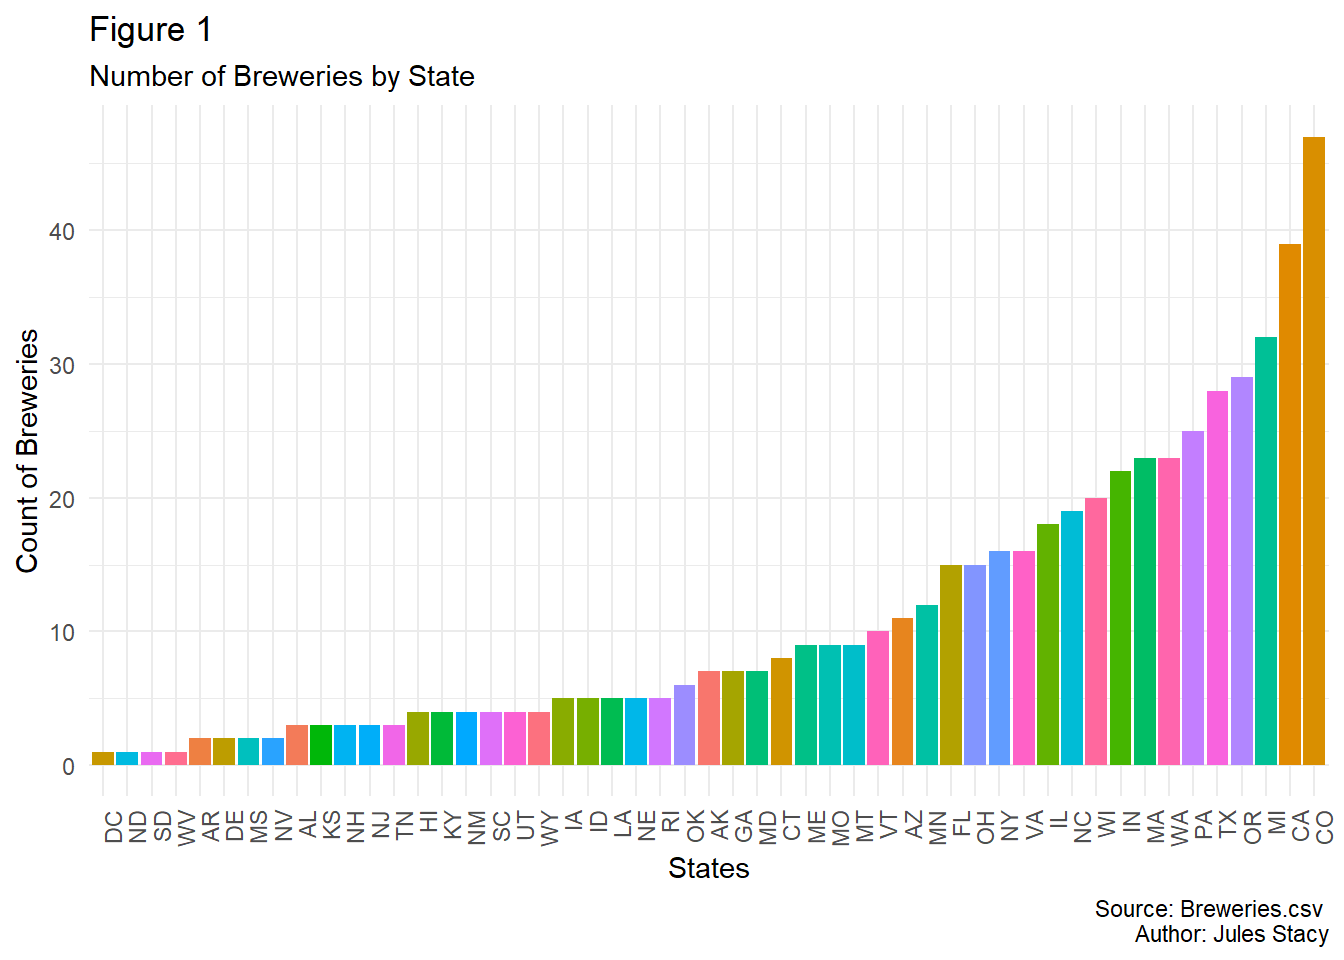 Figure 1
Number of Breweries by State
Count of Breweries
40
30
20
10
0
DC ND SD WV AR DE MS NV AL KS NH NJ TN HI KY NM SC UT WY IA ID LA NE RI OK AK GA MD CT ME MO MT VT AZ MN FL OH NY VA IL NC WI IN MA WA PA TX OR MI CA CO
States
Source: Breweries.csv
Author: Jules Stacy